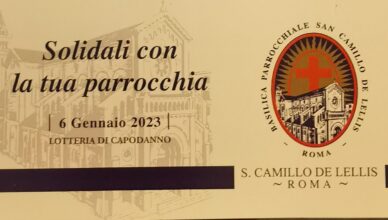 Solidali con
la tua parrocchia
| 6 Gennaio 2023 |
LOTTERIA DI CAPODANNO
BASILICA PARROCCHIALE SAN CAMILLO DE LELLIS
- ROMA -
S. CAMILLO DE LELLIS
~ ROMA ~